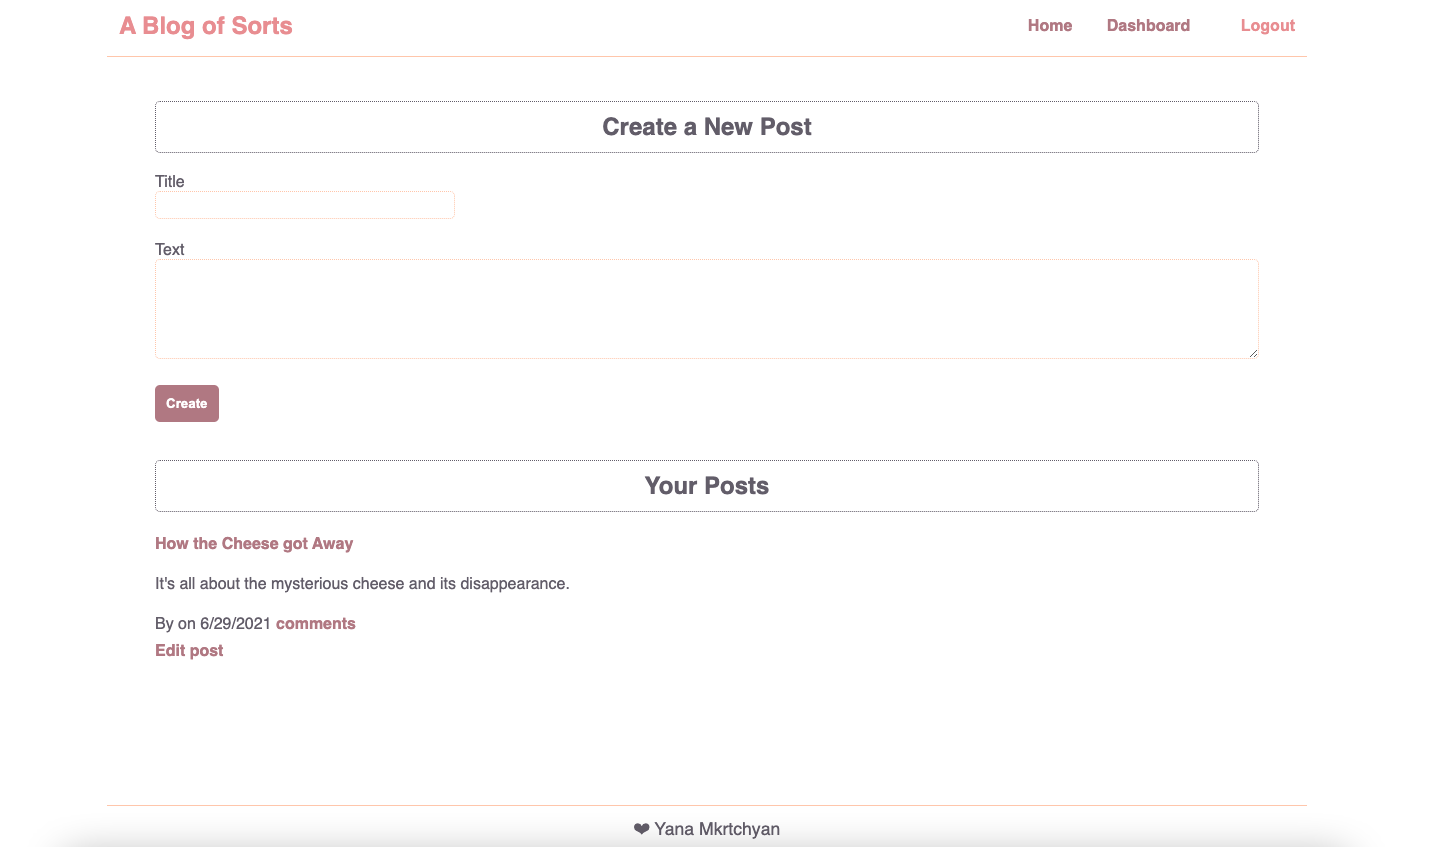 A Blog of Sorts Home Dashboard Logout
Create a New Post
Title
Text
Create
Your Posts
How the Cheese got Away
It's all about the mysterious cheese and its disappearance.
By on 6/29/2021 comments
Edit post
❤ Yana Mkrtchyan